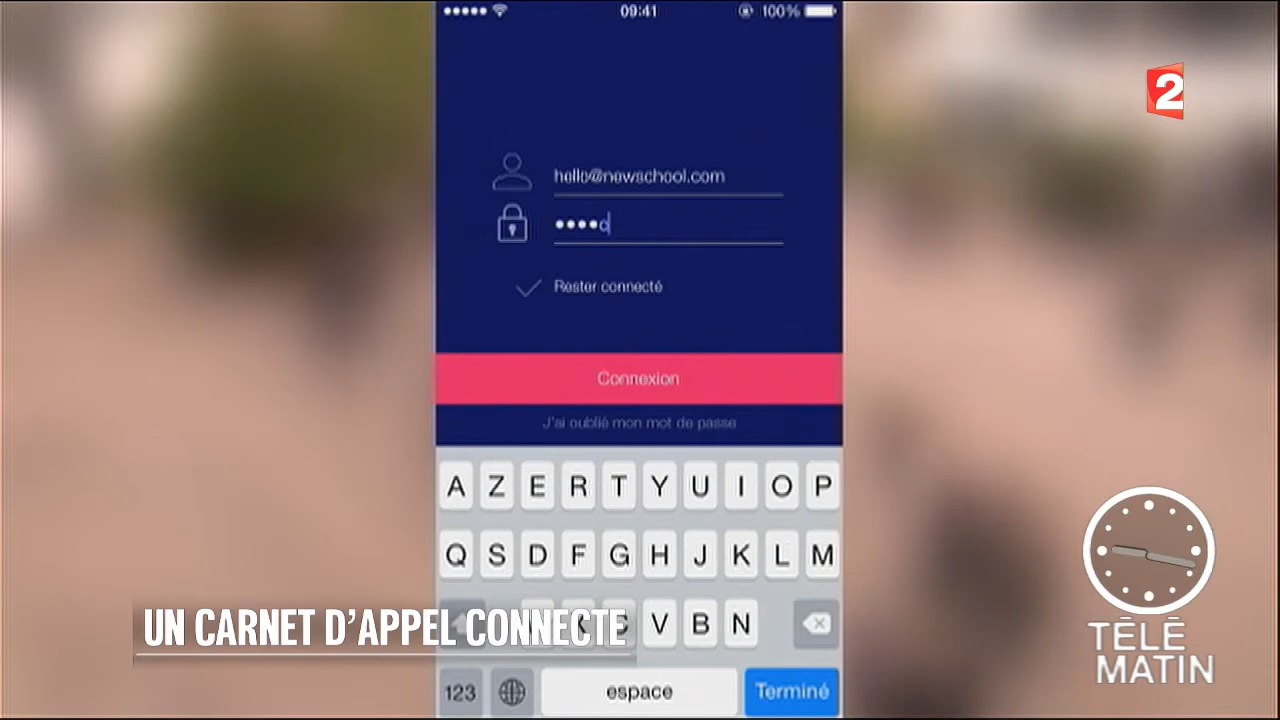 09:41
100%
2
hello@newschool.com
••••c
Rester connecté
Connexion
J'ai oublié mon mot de passe
A Z E R T Y U I O P
Q S D F G H J K L M
V B N
UN CARNET D'APPEL CONNECTE
123 espace Terminé
TÉLÉ
MATIN